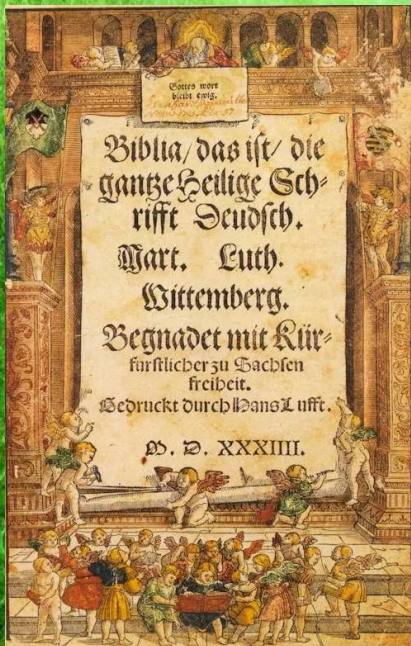 Gottes wort
bleibt ewig.
Biblia/ das ist/ die
gantze Heilige Sch-
rifft Deudsch.
Mart. Luth.
Wittemberg.
Begnadet mit Kür-
fürstlicher zu Sachsen
freiheit.
Gedruckt durch Hans Lufft.
M. D. XXXIIII.